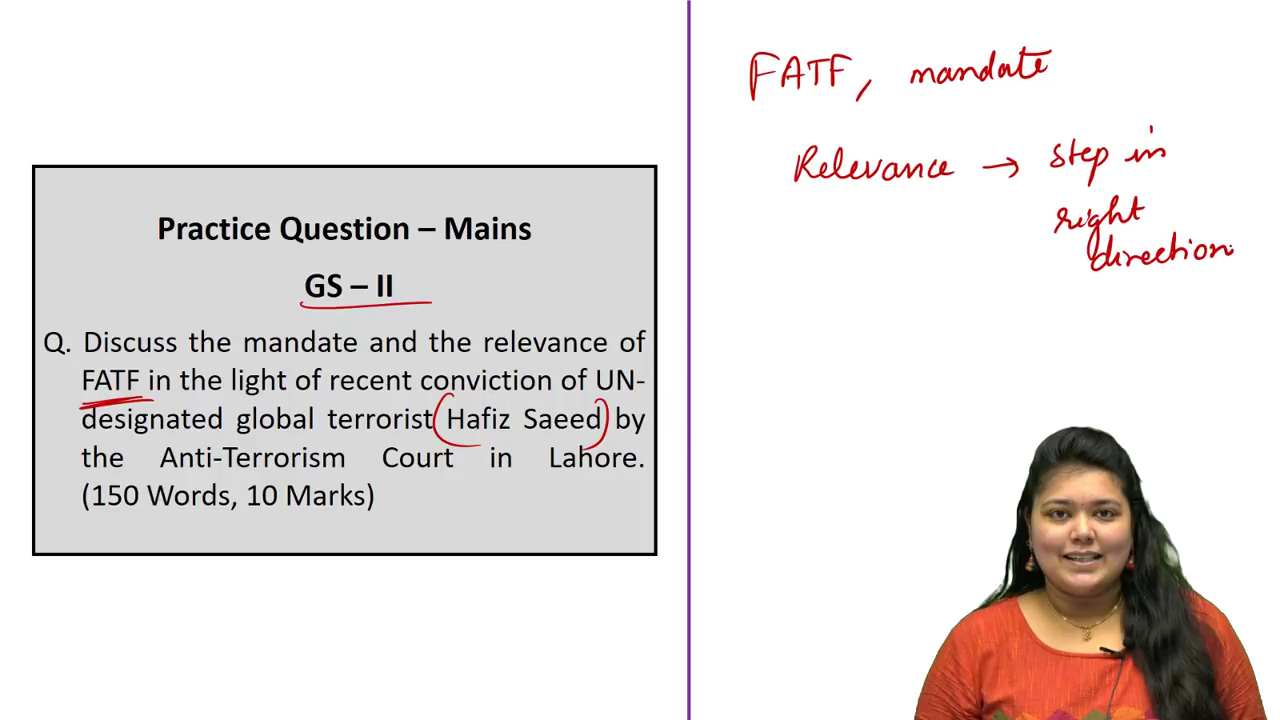 Practice Question – Mains
GS – II
Q. Discuss the mandate and the relevance of
FATF in the light of recent conviction of UN-
designated global terrorist Hafiz Saeed by
the Anti-Terrorism Court in Lahore.
(150 Words, 10 Marks)
FATF, mandate
Relevance → step in
right
direction